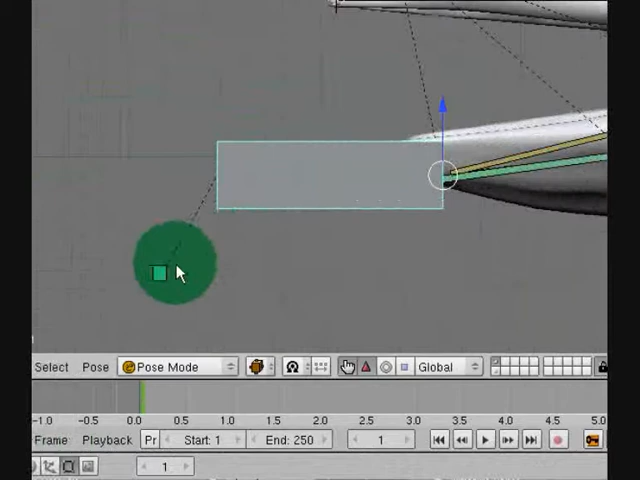 Select Pose Pose Mode Global
-1.0 -0.5 0.0 0.5 1.0 1.5 2.0 2.5 3.0 3.5 4.0 4.5 5.0
Frame Playback Pr Start: 1 End: 250 1
1